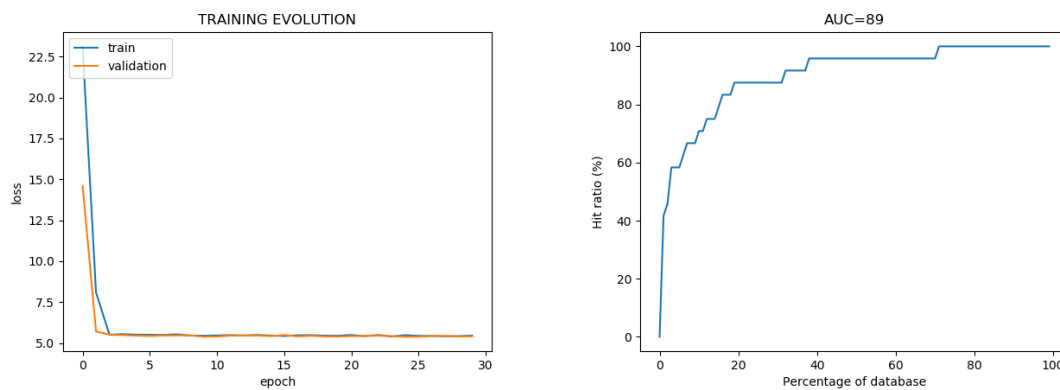 TRAINING EVOLUTION
train
validation
22.5
20.0
17.5
15.0
12.5
10.0
7.5
5.0
loss
0 5 10 15 20 25 30
epoch
AUC=89
100
80
60
40
20
0
Hit ratio (%)
0 20 40 60 80 100
Percentage of database